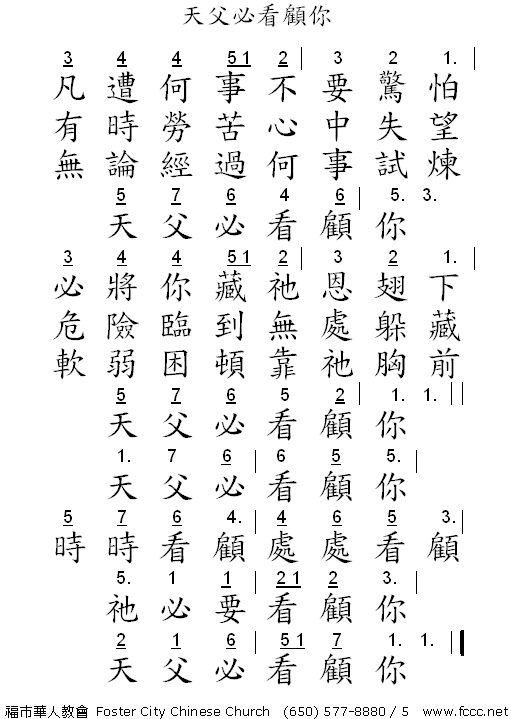 天父必看顧你
3 4 4 5 1 2 | 3 2 1. |
凡遭何事不要驚怕
有時勞苦心中失望
無論經過何事試煉
5 7 6 4 6 | 5. 3.
天父必看顧你
3 4 4 5 1 2 | 3 2 1. |
必將你藏祂恩翅下
危險臨到無處躲藏
軟弱困頓靠祂胸前
5 7 6 5 2 | 1. 1. ||
天父必看顧你
1. 7 6 | 6 5 5. |
天父必看顧你
5 7 6 4. | 4 6 5 3. |
時時看顧處處看顧
5. 1 1 | 2 1 2 3. |
祂必要看顧你
2 1 6 | 5 1 7 1. 1. ||
天父必看顧你
福市華人教會 Foster City Chinese Church (650) 577-8880 / 5 www.fccc.net